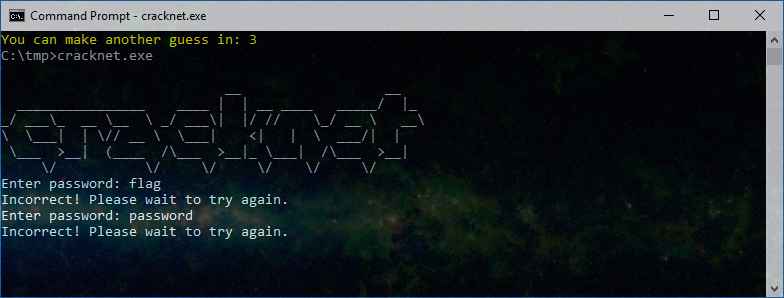 Command Prompt - cracknet.exe
You can make another guess in: 3
C:\tmp>cracknet.exe
cracknet
Enter password: flag
Incorrect! Please wait to try again.
Enter password: password
Incorrect! Please wait to try again.